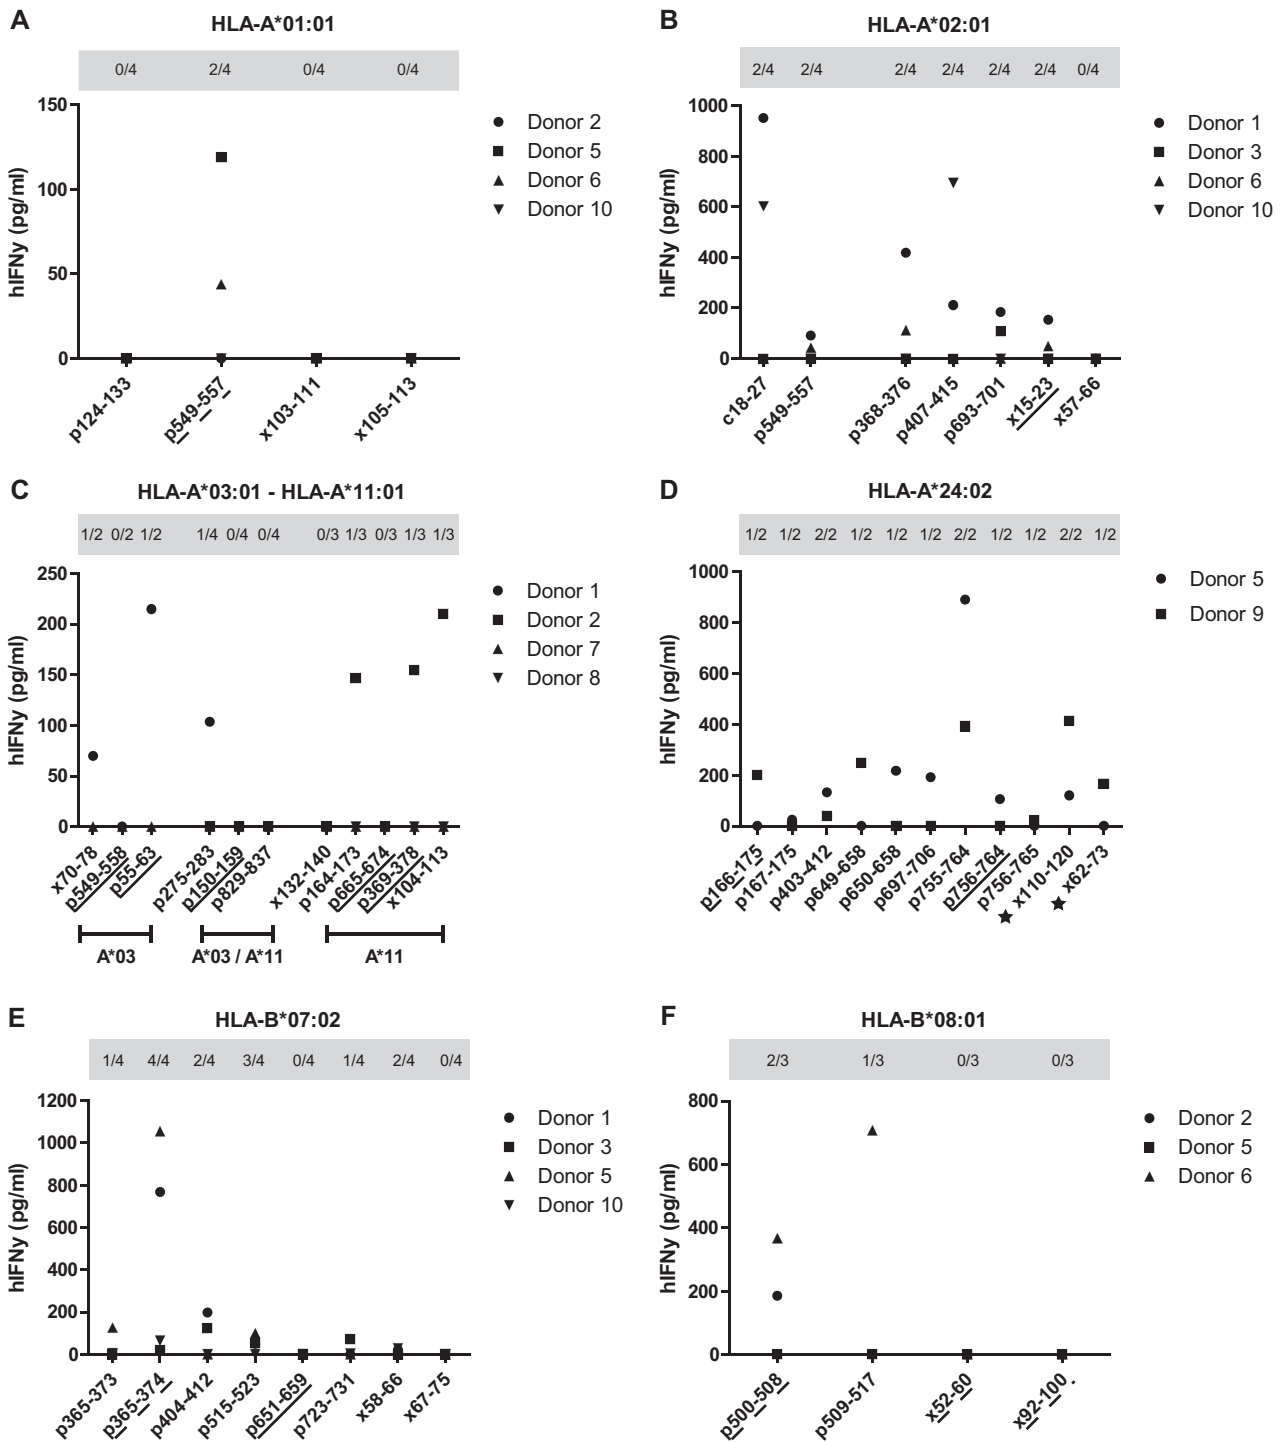 A
HLA-A*01:01
0/4 2/4 0/4 0/4
150
100
50
0
hIFNy (pg/ml)
p124-133
p549-557
x103-111
x105-113
Donor 2
Donor 5
Donor 6
Donor 10
B
HLA-A*02:01
2/4 2/4 2/4 2/4 2/4 2/4 0/4
1000
800
600
400
200
0
hIFNy (pg/ml)
c18-27
p549-557
p368-376
p407-415
p693-701
x15-23
x57-66
Donor 1
Donor 3
Donor 6
Donor 10
C
HLA-A*03:01 - HLA-A*11:01
1/2 0/2 1/2 1/4 0/4 0/4 0/3 1/3 0/3 1/3 1/3
250
200
150
100
50
0
hIFNy (pg/ml)
x70-78
p549-558
p55-63
p275-283
p150-159
p829-837
x132-140
p164-173
p665-674
p369-378
x104-113
A*03 A*03 / A*11 A*11
Donor 1
Donor 2
Donor 7
Donor 8
D
HLA-A*24:02
1/2 1/2 2/2 1/2 1/2 1/2 2/2 1/2 1/2 2/2 1/2
1000
800
600
400
200
0
hIFNy (pg/ml)
p166-175
p167-175
p403-412
p649-658
p650-658
p697-706
p755-764
p756-764
p756-765
★ x110-120
★ x62-73
Donor 5
Donor 9
E
HLA-B*07:02
1/4 4/4 2/4 3/4 0/4 1/4 2/4 0/4
1200
1000
800
600
400
200
0
hIFNy (pg/ml)
p365-373
p365-374
p404-412
p515-523
p651-659
p723-731
x58-66
x67-75
Donor 1
Donor 3
Donor 5
Donor 10
F
HLA-B*08:01
2/3 1/3 0/3 0/3
800
600
400
200
0
hIFNy (pg/ml)
p500-508
p509-517
x52-60
x92-100.
Donor 2
Donor 5
Donor 6